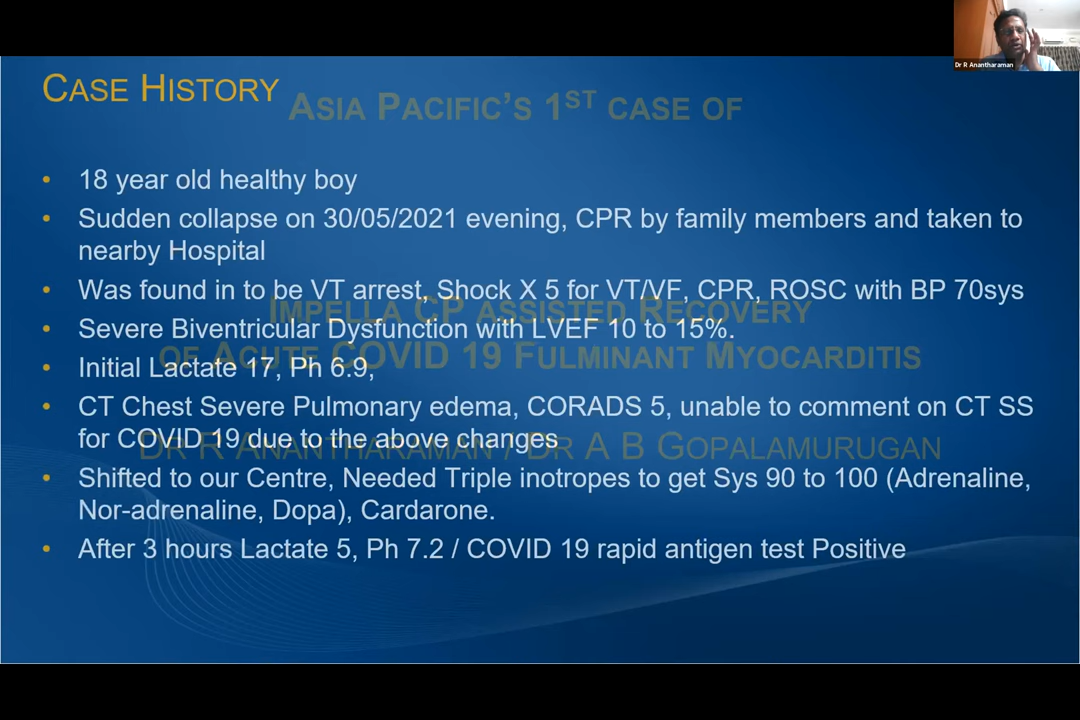 Dr R Anantharaman
CASE HISTORY
ASIA PACIFIC'S 1ST CASE OF
• 18 year old healthy boy
• Sudden collapse on 30/05/2021 evening, CPR by family members and taken to
nearby Hospital
• Was found in to be VT arrest, Shock X 5 for VT/VF, CPR, ROSC with BP 70sys
IMPELLA CP ASSISTED RECOVERY
• Severe Biventricular Dysfunction with LVEF 10 to 15%.
OF ACUTE COVID 19 FULMINANT MYOCARDITIS
• Initial Lactate 17, Ph 6.9,
• CT Chest Severe Pulmonary edema, CORADS 5, unable to comment on CT SS
for COVID 19 due to the above changes
DR R ANANTHARAMAN / DR A B GOPALAMURUGAN
• Shifted to our Centre, Needed Triple inotropes to get Sys 90 to 100 (Adrenaline,
Nor-adrenaline, Dopa), Cardarone.
• After 3 hours Lactate 5, Ph 7.2 / COVID 19 rapid antigen test Positive